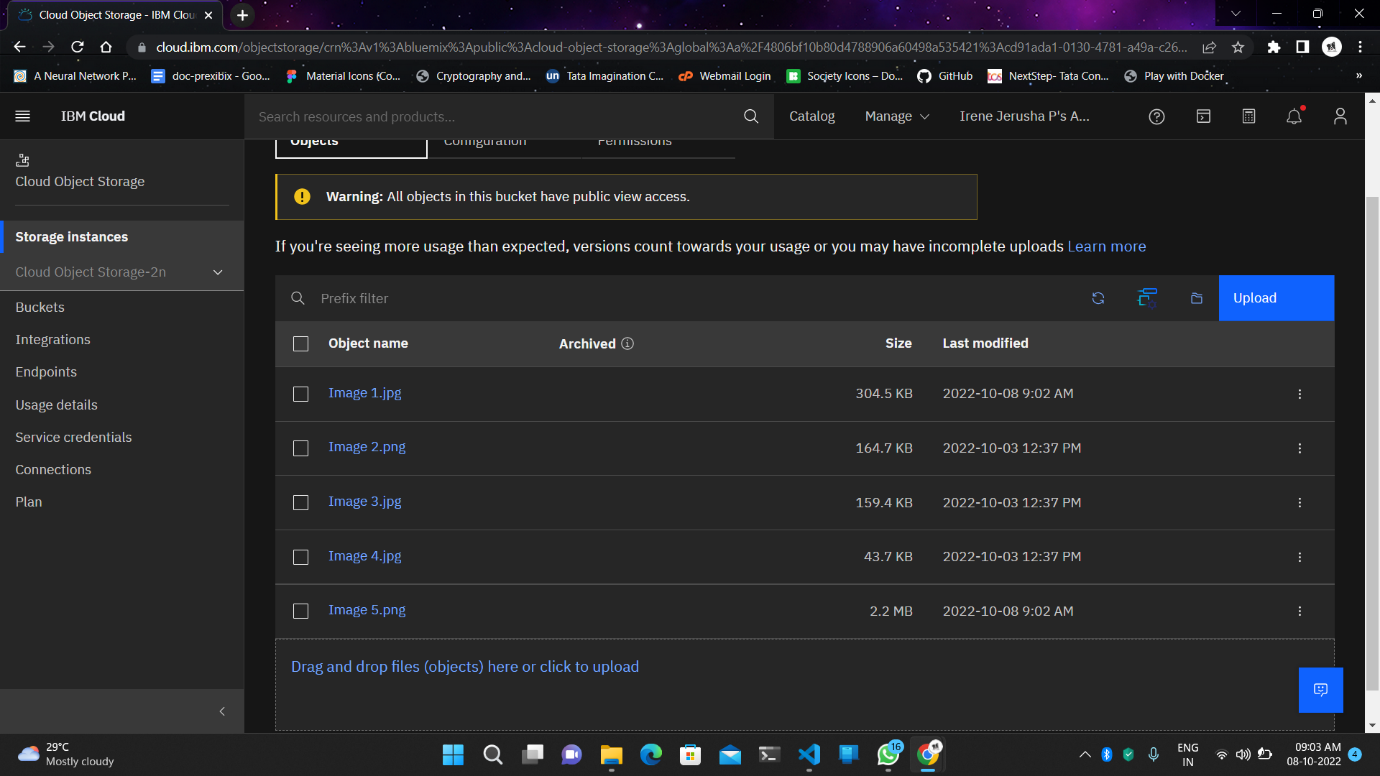 Cloud Object Storage - IBM Clou
cloud.ibm.com/objectstorage/crn%3Av1%3Abluemix%3Apublic%3Acloud-object-storage%3Aglobal%3Aa%2F4806bf10b80d4788906a60498a535421%3Acd91ada1-0130-4781-a49a-c26...
A Neural Network P... doc-prexibix - Goo... Material Icons (Co... Cryptography and... Tata Imagination C... Webmail Login Society Icons – Do... GitHub NextStep- Tata Con... Play with Docker »
IBM Cloud Search resources and products... Catalog Manage Irene Jerusha P's A...
Objects Configuration Permissions
Cloud Object Storage
Warning: All objects in this bucket have public view access.
Storage instances
If you're seeing more usage than expected, versions count towards your usage or you may have incomplete uploads Learn more
Cloud Object Storage-2n
Prefix filter Upload
Buckets
Integrations
Endpoints
Usage details
Service credentials
Connections
Plan
Object name Archived Size Last modified
Image 1.jpg 304.5 KB 2022-10-08 9:02 AM
Image 2.png 164.7 KB 2022-10-03 12:37 PM
Image 3.jpg 159.4 KB 2022-10-03 12:37 PM
Image 4.jpg 43.7 KB 2022-10-03 12:37 PM
Image 5.png 2.2 MB 2022-10-08 9:02 AM
Drag and drop files (objects) here or click to upload
29°C
Mostly cloudy
16
ENG
IN
09:03 AM
08-10-2022
4